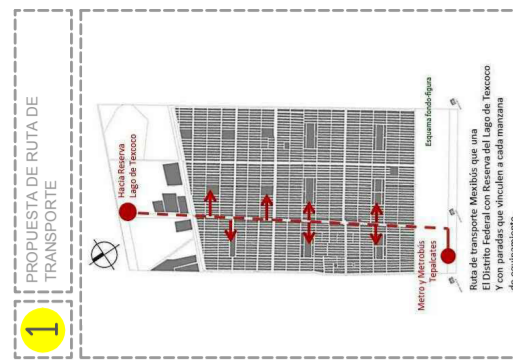 1
PROPUESTA DE RUTA DE
TRANSPORTE
Hacia Reserva
Lago de Texcoco
Metro y Metrobús
Tepalcates
Esquema fondo-figura
Ruta de transporte Mexibús que una
El Distrito Federal con Reserva del Lago de Texcoco
Y con paradas que vinculen a cada manzana
de equipamiento